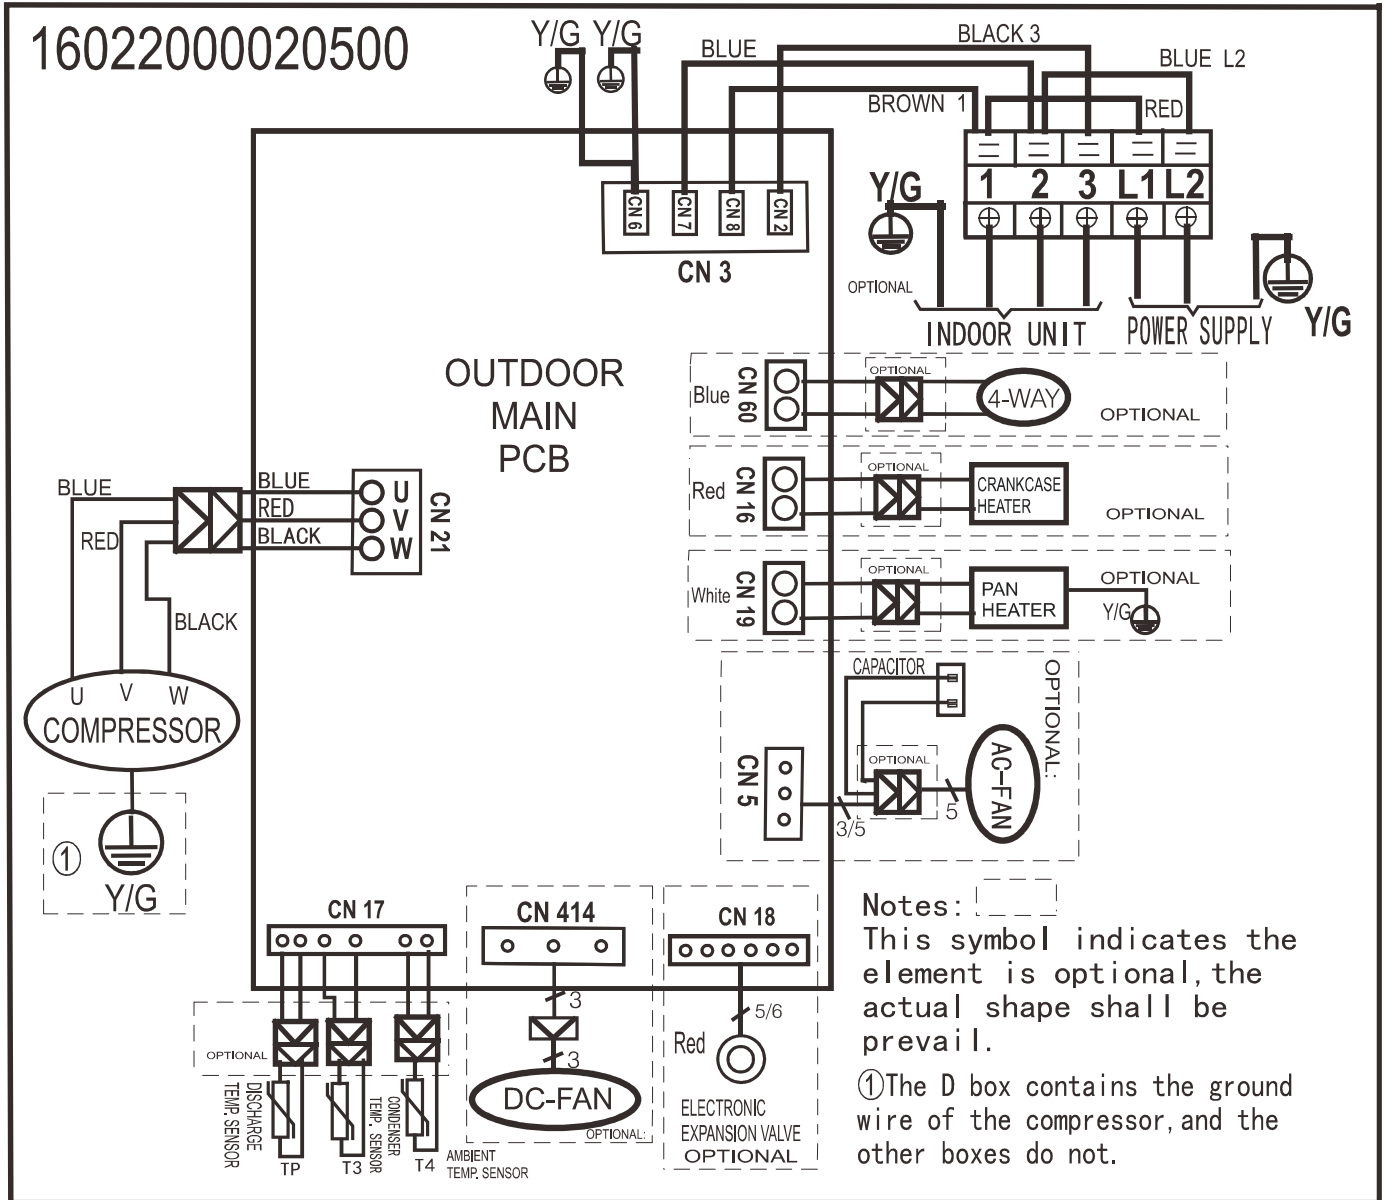 16022000020500
Y/G Y/G
BLUE
BLACK 3
BLUE L2
BROWN 1
RED
1 2 3 L1 L2
CN 6 CN 7 CN 8 CN 2
CN 3
Y/G
OPTIONAL
INDOOR UNIT
POWER SUPPLY
Y/G
OUTDOOR
MAIN
PCB
Blue
CN 60
OPTIONAL
4-WAY
OPTIONAL
Red
CN 16
OPTIONAL
CRANKCASE
HEATER
OPTIONAL
White
CN 19
OPTIONAL
PAN
HEATER
OPTIONAL
Y/G
BLUE
RED
BLACK
BLUE
RED
BLACK
U
V
W
CN 21
U V W
COMPRESSOR
①
Y/G
CAPACITOR
OPTIONAL:
CN 5
OPTIONAL
3/5
5
AC-FAN
CN 17
OPTIONAL
DISCHARGE
TEMP. SENSOR
TP
CONDENSER
TEMP. SENSOR
T3
T4
AMBIENT
TEMP. SENSOR
CN 414
3
3
DC-FAN
OPTIONAL:
CN 18
5/6
Red
ELECTRONIC
EXPANSION VALVE
OPTIONAL
Notes:
This symbol indicates the
element is optional,the
actual shape shall be
prevail.
①The D box contains the ground
wire of the compressor,and the
other boxes do not.